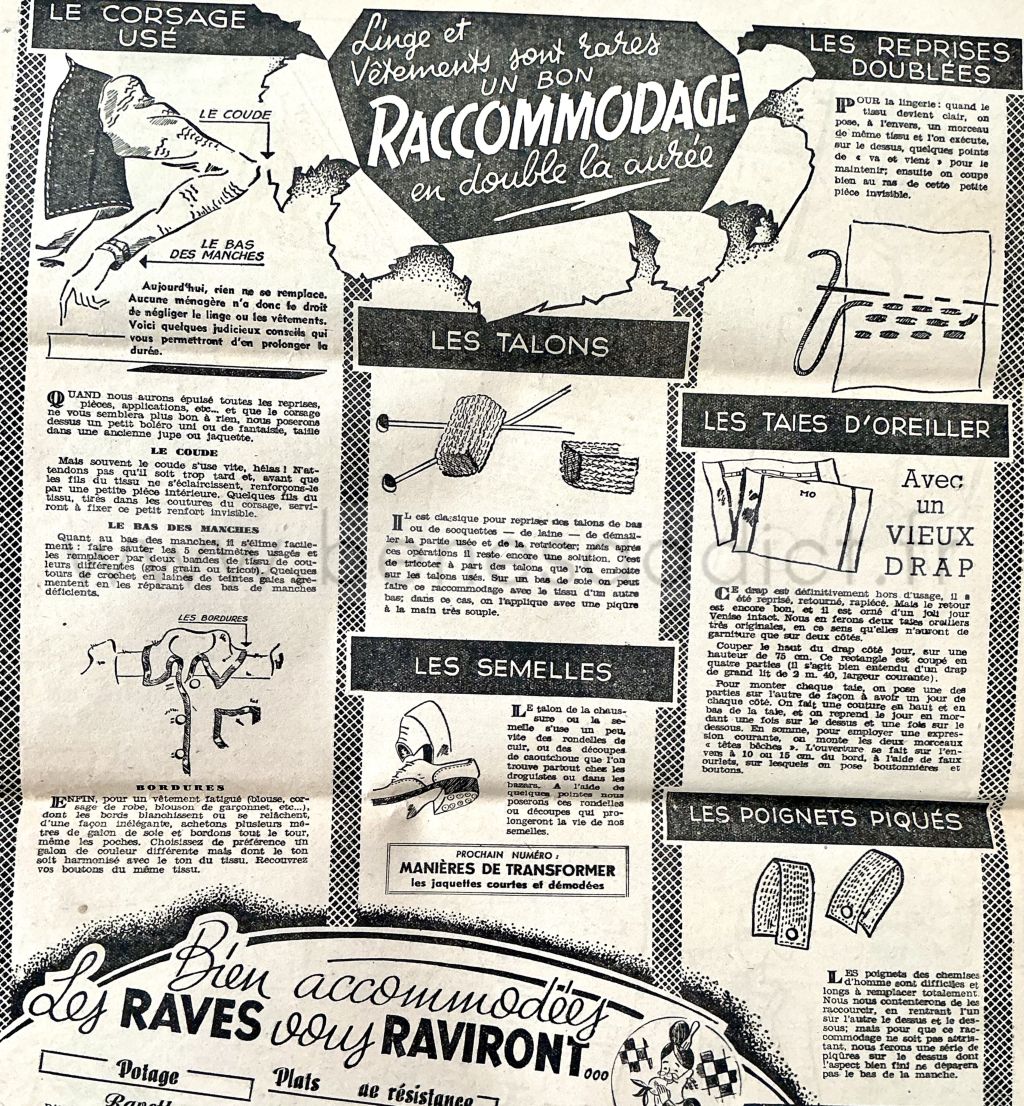 LE CORSAGE
USÉ
LE COUDE
LE BAS
DES MANCHES
Aujourd'hui, rien ne se remplace.
Aucune ménagère n'a donc le droit
de négliger le linge ou les vêtements.
Voici quelques judicieux conseils qui
vous permettront d'en prolonger la
durée.
QUAND nous aurons épuisé toutes les reprises,
pièces, applications, etc... et que le corsage
ne vous semblera plus bon à rien, nous poserons
dessus un petit boléro uni ou de fantaisie, taillé
dans une ancienne jupe ou jaquette.
LE COUDE
Mais souvent le coude s'use vite, hélas ! N'at-
tendons pas qu'il soit trop tard et, avant que
les fils du tissu ne s'éclaircissent, renforçons-le
par une petite pièce intérieure. Quelques fils du
tissu, tirés dans les coutures du corsage, servi-
ront à fixer ce petit renfort invisible.
LE BAS DES MANCHES
Quant au bas des manches, il s'élime facile-
ment : faire sauter les 5 centimètres usagés et
les remplacer par deux bandes de tissu de cou-
leurs différentes (gros grain ou tricot). Quelques
tours de crochet en laines de teintes gaies agré-
mentent en les réparant des bas de manches
déficients.
LES BORDURES
BORDURES
ENFIN, pour un vêtement fatigué (blouse, cor-
sage de robe, blouson de garçonnet, etc...),
dont les bords blanchissent ou se relâchent,
d'une façon inélégante, achetons plusieurs mè-
tres de galon de soie et bordons tout le tour,
même les poches. Choisissez de préférence un
galon de couleur différente mais dont le ton
soit harmonisé avec le ton du tissu. Recouvrez
vos boutons du même tissu.
Linge et
Vêtements sont rares
UN BON
RACCOMMODAGE
en double la durée
LES TALONS
IL est classique pour repriser des talons de bas
ou de socquettes — de laine — de démail-
ler la partie usée et de la retricoter; mais après
ces opérations il reste encore une solution. C'est
de tricoter à part des talons que l'on emboîte
sur les talons usés. Sur un bas de soie on peut
faire ce raccommodage avec le tissu d'un autre
bas; dans ce cas, on l'applique avec une piqûre
à la main très souple.
LES SEMELLES
LE talon de la chaus-
sure ou la se-
melle s'use un peu,
vite des rondelles de
cuir, ou des découpes
de caoutchouc que l'on
trouve partout chez les
droguistes ou dans les
bazars. A l'aide de
quelques pointes nous
poserons ces rondelles
ou découpes qui pro-
longeront la vie de nos
semelles.
PROCHAIN NUMÉRO :
MANIÈRES DE TRANSFORMER
les jaquettes courtes et démodées
LES REPRISES
DOUBLÉES
POUR la lingerie : quand le
tissu devient clair, on
pose, à l'envers, un morceau
de même tissu et l'on exécute,
sur le dessus, quelques points
de « va et vient » pour le
maintenir; ensuite on coupe
bien au ras de cette petite
pièce invisible.
LES TAIES D'OREILLER
MO
Avec
un
VIEUX
DRAP
CE drap est définitivement hors d'usage, il a
été reprisé, retourné, rapiécé. Mais le retour
est encore bon, et il est orné d'un joli jour
Venise intact. Nous en ferons deux taies oreillers
très originales, en ce sens qu'elles n'auront de
garniture que sur deux côtés.
Couper le haut du drap côté jour, sur une
hauteur de 75 cm. Ce rectangle est coupé en
quatre parties (il s'agit bien entendu d'un drap
de grand lit de 2 m. 40, largeur courante).
Pour monter chaque taie, on pose une des
parties sur l'autre de façon à avoir un jour de
chaque côté. On fait une couture en haut et en
bas de la taie, et on reprend le jour en mor-
dant une fois sur le dessus et une fois sur le
dessous. En somme, pour employer une expres-
sion courante, on monte les deux morceaux
« têtes bêches ». L'ouverture se fait sur l'en-
vers à 10 ou 15 cm. du bord, à l'aide de faux
ourlets, sur lesquels on pose boutonnières et
boutons.
LES POIGNETS PIQUÉS
LES poignets des chemises
d'homme sont difficiles et
longs à remplacer totalement.
Nous nous contenterons de les
raccourcir, en rentrant l'un
sur l'autre le dessus et le des-
sous; mais pour que ce rac-
commodage ne soit pas attris-
tant, nous ferons une série de
piqûres sur le dessus dont
l'aspect bien fini ne déparera
pas le bas de la manche.
Bien accommodées
Les RAVES vous RAVIRONT...
Potage
Plats de résistance